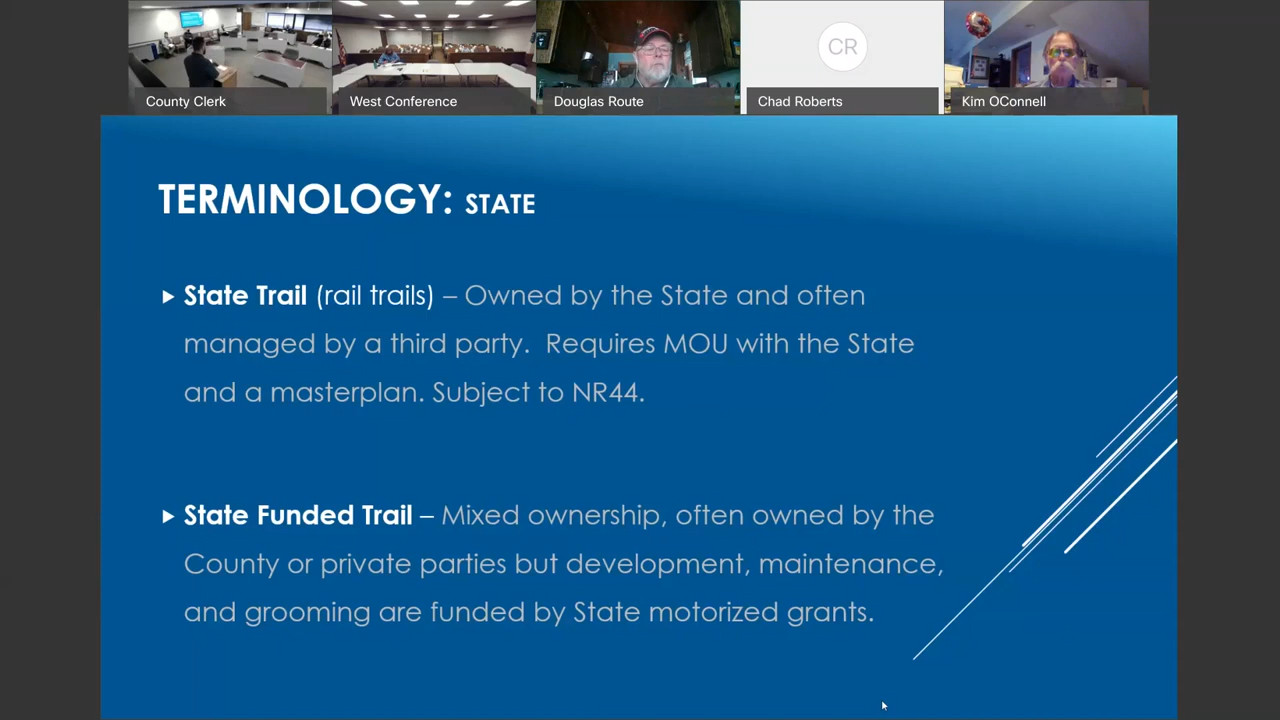 County Clerk
West Conference
Douglas Route
CR
Chad Roberts
Kim OConnell
TERMINOLOGY: STATE
State Trail (rail trails) – Owned by the State and often
managed by a third party. Requires MOU with the State
and a masterplan. Subject to NR44.
State Funded Trail – Mixed ownership, often owned by the
County or private parties but development, maintenance,
and grooming are funded by State motorized grants.